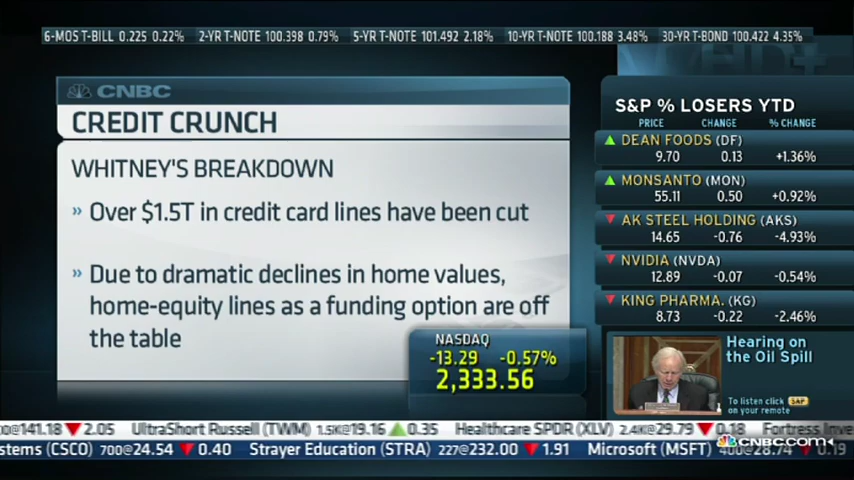 6-MOS T-BILL 0.225 0.22% 2-YR T-NOTE 100.398 0.79% 5-YR T-NOTE 101.492 2.18% 10-YR T-NOTE 100.188 3.48% 30-YR T-BOND 100.422 4.35%
CNBC
CREDIT CRUNCH
WHITNEY'S BREAKDOWN
» Over $1.5T in credit card lines have been cut
» Due to dramatic declines in home values,
home-equity lines as a funding option are off
the table
NASDAQ
-13.29 -0.57%
2,333.56
S&P % LOSERS YTD
PRICE CHANGE % CHANGE
DEAN FOODS (DF)
9.70 0.13 +1.36%
MONSANTO (MON)
55.11 0.50 +0.92%
AK STEEL HOLDING (AKS)
14.65 -0.76 -4.93%
NVIDIA (NVDA)
12.89 -0.07 -0.54%
KING PHARMA. (KG)
8.73 -0.22 -2.46%
Hearing on
the Oil Spill
To listen click SAP
on your remote
@141.18 ▼ 2.05 UltraShort Russell (TWM) 1.5K@19.16 ▲ 0.35 Healthcare SPDR (XLV) 2.4K@29.79 ▼ 0.18 Fortress Inve
stems (CSCO) 700@24.54 ▼ 0.40 Strayer Education (STRA) 227@232.00 ▼ 1.91 Microsoft (MSFT) 400@28.74 ▼ 0.19
CNBC.com